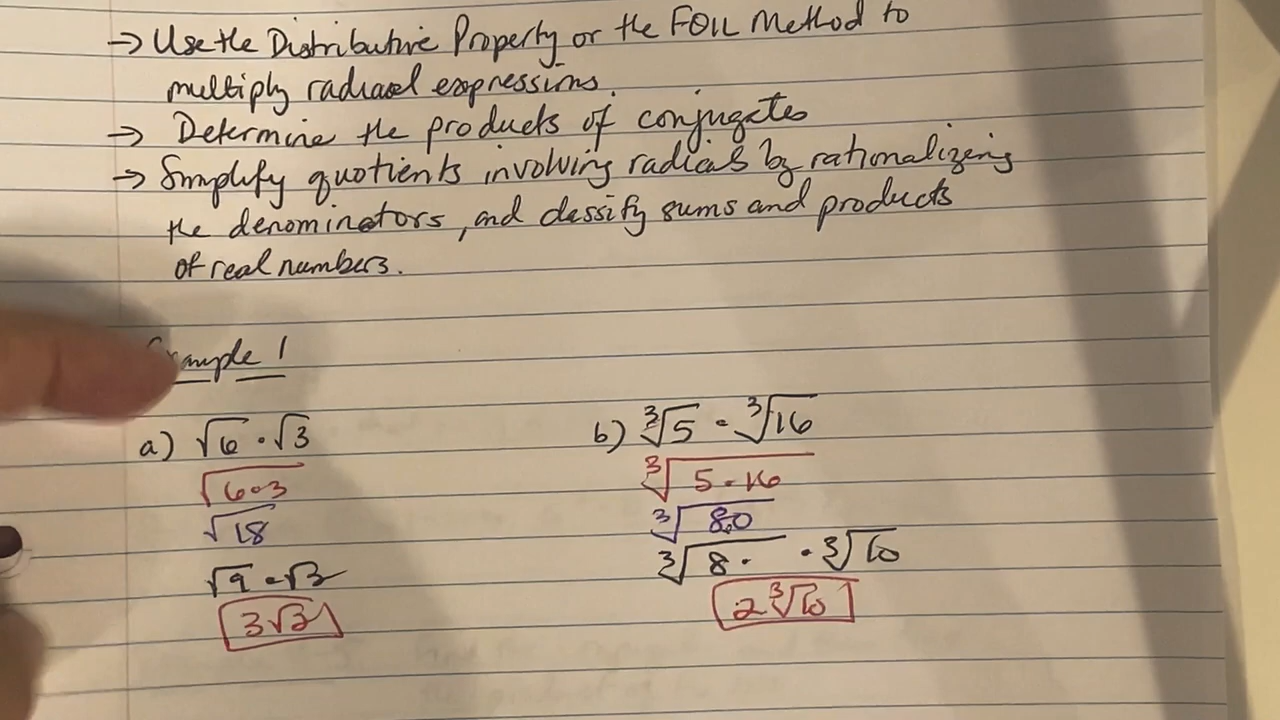 → Use the Distributive Property or the FOIL Method to
multiply radical expressions.
→ Determine the products of conjugates
→ Simplify quotients involving radicals by rationalizing
the denominators, and classify sums and products
of real numbers.
Example 1
a) √6 · √3
√6·3
√18
√9 · √2
3√2
b) ∛5 · ∛16
∛5·16
∛80
∛8· · ∛10
2∛10